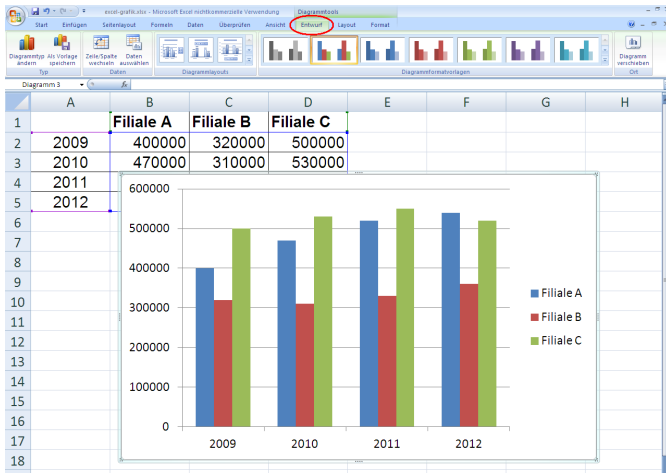 excel-grafik.xlsx - Microsoft Excel nichtkommerzielle Verwendung Diagrammtools
Start Einfügen Seitenlayout Formeln Daten Überprüfen Ansicht Entwurf Layout Format
Diagrammtyp ändern Als Vorlage speichern Zeile/Spalte wechseln Daten auswählen Diagramm verschieben
Typ Daten Diagrammlayouts Diagrammformatvorlagen Ort
Diagramm 3 fx
A B C D E F G H
1 Filiale A Filiale B Filiale C
2 2009 400000 320000 500000
3 2010 470000 310000 530000
4 2011
5 2012
6
7
8
9
10
11
12
13
14
15
16
17
18
600000
500000
400000
300000
200000
100000
0
2009 2010 2011 2012
Filiale A
Filiale B
Filiale C